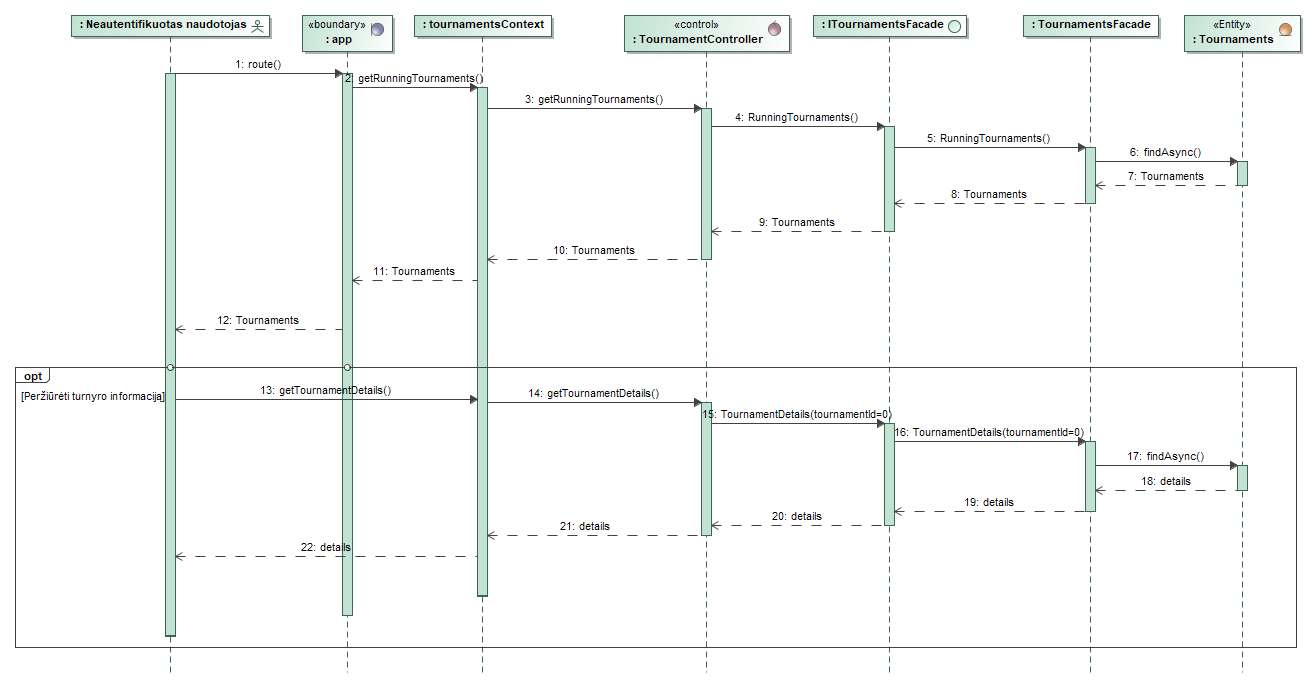 : Neautentifikuotas naudotojas
«boundary»
: app
: tournamentsContext
«control»
: TournamentController
: ITournamentsFacade
: TournamentsFacade
«Entity»
: Tournaments
1: route()
2: getRunningTournaments()
3: getRunningTournaments()
4: RunningTournaments()
5: RunningTournaments()
6: findAsync()
7: Tournaments
8: Tournaments
9: Tournaments
10: Tournaments
11: Tournaments
12: Tournaments
opt
[Peržiūrėti turnyro informaciją]
13: getTournamentDetails()
14: getTournamentDetails()
15: TournamentDetails(tournamentId=0)
16: TournamentDetails(tournamentId=0)
17: findAsync()
18: details
19: details
20: details
21: details
22: details